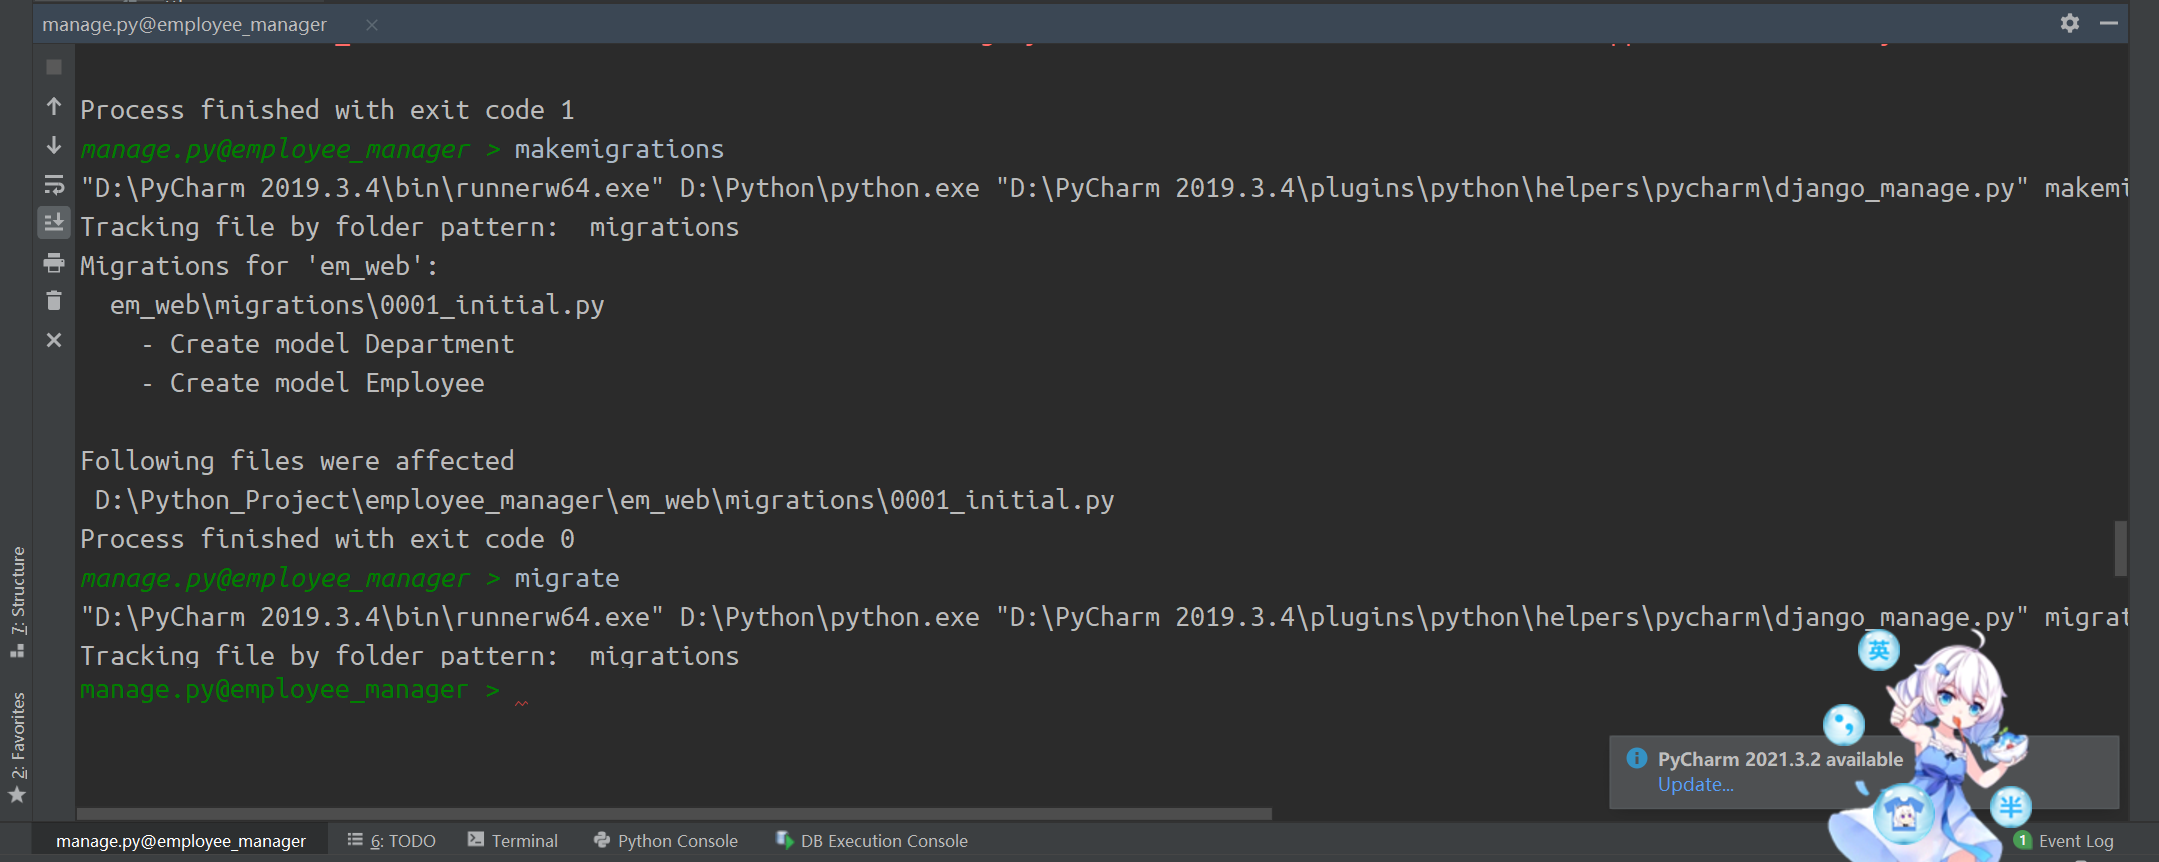 manage.py@employee_manager
Process finished with exit code 1
manage.py@employee_manager > makemigrations
"D:\PyCharm 2019.3.4\bin\runnerw64.exe" D:\Python\python.exe "D:\PyCharm 2019.3.4\plugins\python\helpers\pycharm\django_manage.py" makemi
Tracking file by folder pattern:  migrations
Migrations for 'em_web':
  em_web\migrations\0001_initial.py
    - Create model Department
    - Create model Employee
Following files were affected
 D:\Python_Project\employee_manager\em_web\migrations\0001_initial.py
Process finished with exit code 0
manage.py@employee_manager > migrate
"D:\PyCharm 2019.3.4\bin\runnerw64.exe" D:\Python\python.exe "D:\PyCharm 2019.3.4\plugins\python\helpers\pycharm\django_manage.py" migrat
Tracking file by folder pattern:  migrations
manage.py@employee_manager >
7: Structure
2: Favorites
英
PyCharm 2021.3.2 available
Update...
半
manage.py@employee_manager
6: TODO
Terminal
Python Console
DB Execution Console
1 Event Log